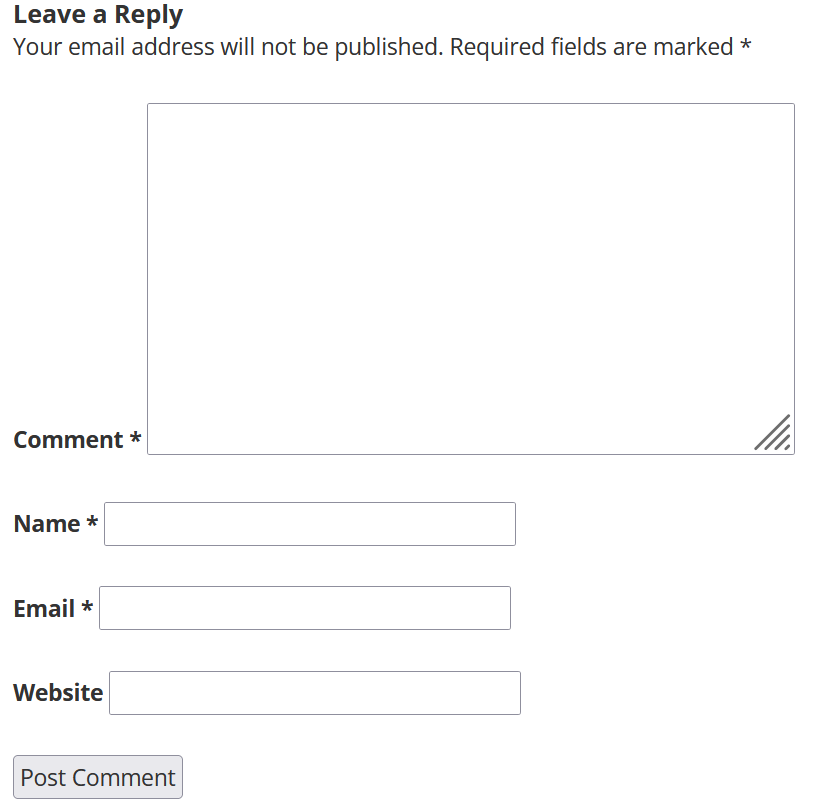 Leave a Reply
Your email address will not be published. Required fields are marked *
Comment *
Name *
Email *
Website
Post Comment